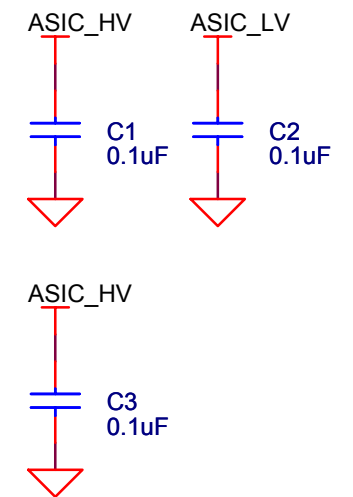 ASIC_HV
ASIC_LV
C1
0.1uF
C2
0.1uF
ASIC_HV
C3
0.1uF